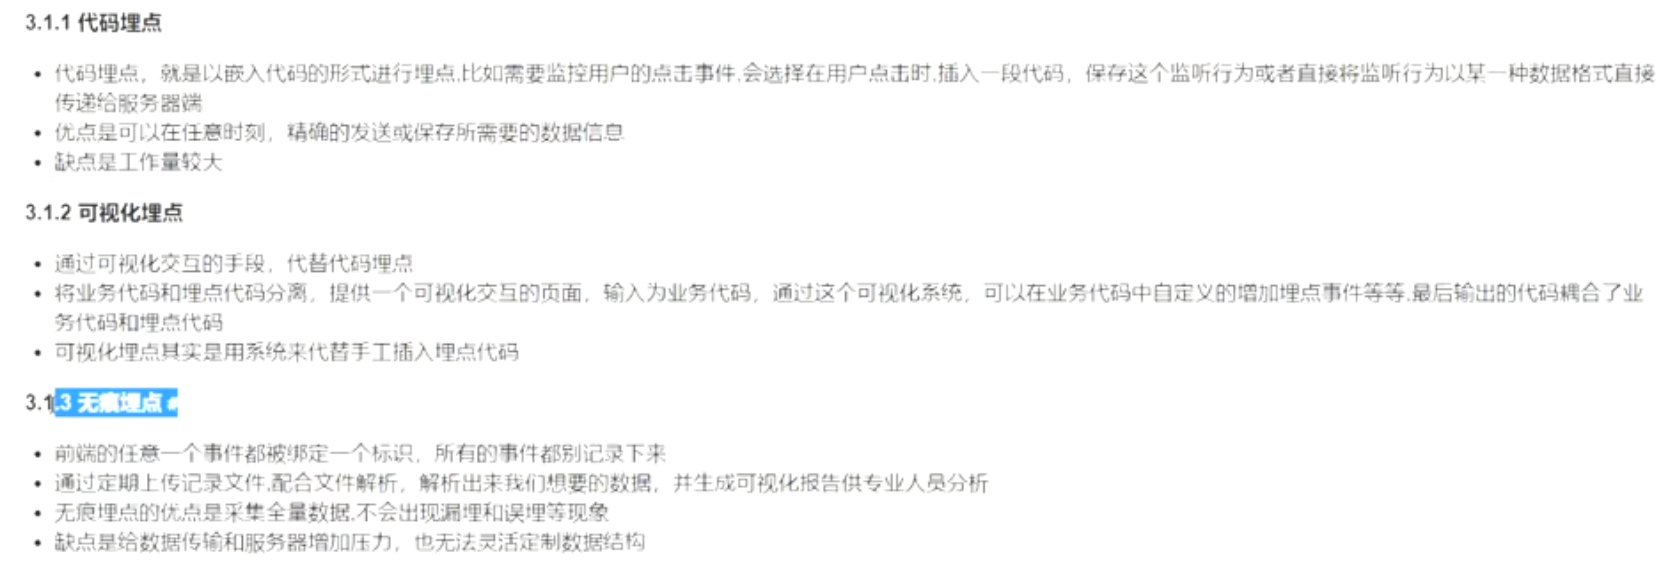 3.1.1 代码埋点
• 代码埋点，就是以嵌入代码的形式进行埋点,比如需要监控用户的点击事件,会选择在用户点击时,插入一段代码，保存这个监听行为或者直接将监听行为以某一种数据格式直接
传递给服务器端
• 优点是可以在任意时刻，精确的发送或保存所需要的数据信息
• 缺点是工作量较大
3.1.2 可视化埋点
• 通过可视化交互的手段，代替代码埋点
• 将业务代码和埋点代码分离，提供一个可视化交互的页面，输入为业务代码，通过这个可视化系统，可以在业务代码中自定义的增加埋点事件等等,最后输出的代码耦合了业
务代码和埋点代码
• 可视化埋点其实是用系统来代替手工插入埋点代码
3.1.3 无痕埋点 #
• 前端的任意一个事件都被绑定一个标识，所有的事件都别记录下来
• 通过定期上传记录文件,配合文件解析，解析出来我们想要的数据，并生成可视化报告供专业人员分析
• 无痕埋点的优点是采集全量数据,不会出现漏埋和误埋等现象
• 缺点是给数据传输和服务器增加压力，也无法灵活定制数据结构